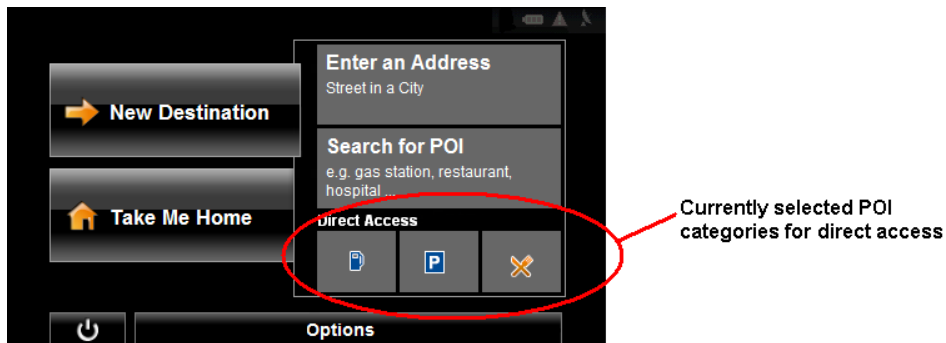 New Destination
Take Me Home
Enter an Address
Street in a City
Search for POI
e.g. gas station, restaurant,
hospital ...
Direct Access
P
Options
Currently selected POI
categories for direct access